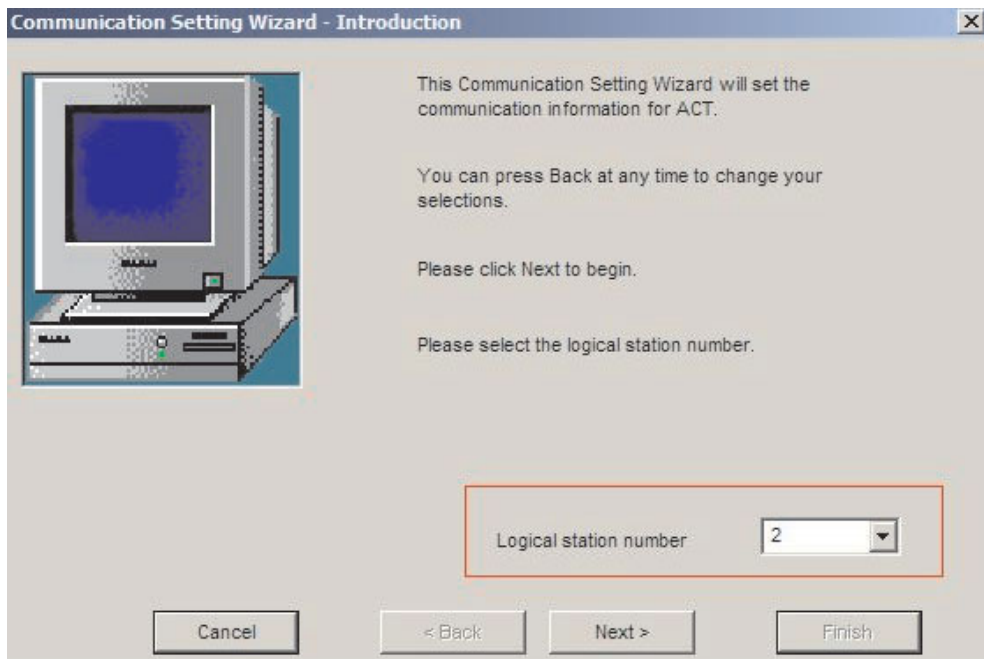 Communication Setting Wizard - Introduction
This Communication Setting Wizard will set the
communication information for ACT.
You can press Back at any time to change your
selections.
Please click Next to begin.
Please select the logical station number.
Logical station number
2
Cancel
< Back
Next >
Finish